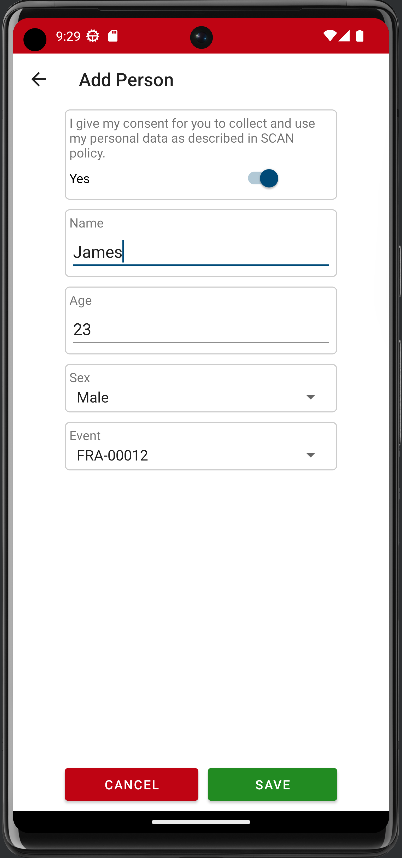 9:29
Add Person
I give my consent for you to collect and use
my personal data as described in SCAN
policy.
Yes
Name
James
Age
23
Sex
Male
Event
FRA-00012
CANCEL SAVE